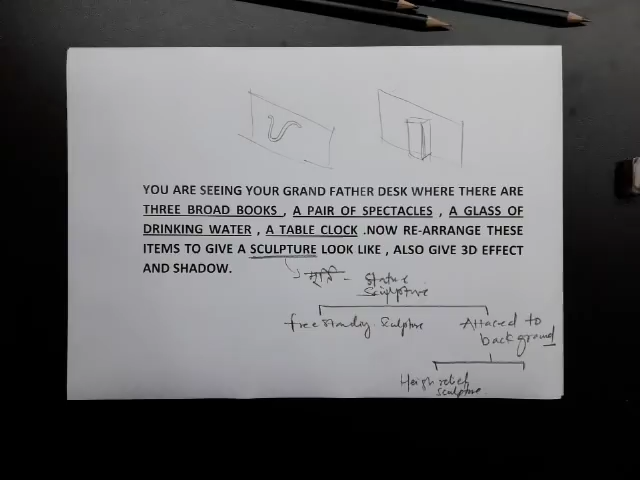 YOU ARE SEEING YOUR GRAND FATHER DESK WHERE THERE ARE
THREE BROAD BOOKS , A PAIR OF SPECTACLES , A GLASS OF
DRINKING WATER , A TABLE CLOCK .NOW RE-ARRANGE THESE
ITEMS TO GIVE A SCULPTURE LOOK LIKE , ALSO GIVE 3D EFFECT
AND SHADOW.
मूर्ति - Statue
Sculpture
free standing sculpture
Attaced to
background
Heigh relief
sculpture